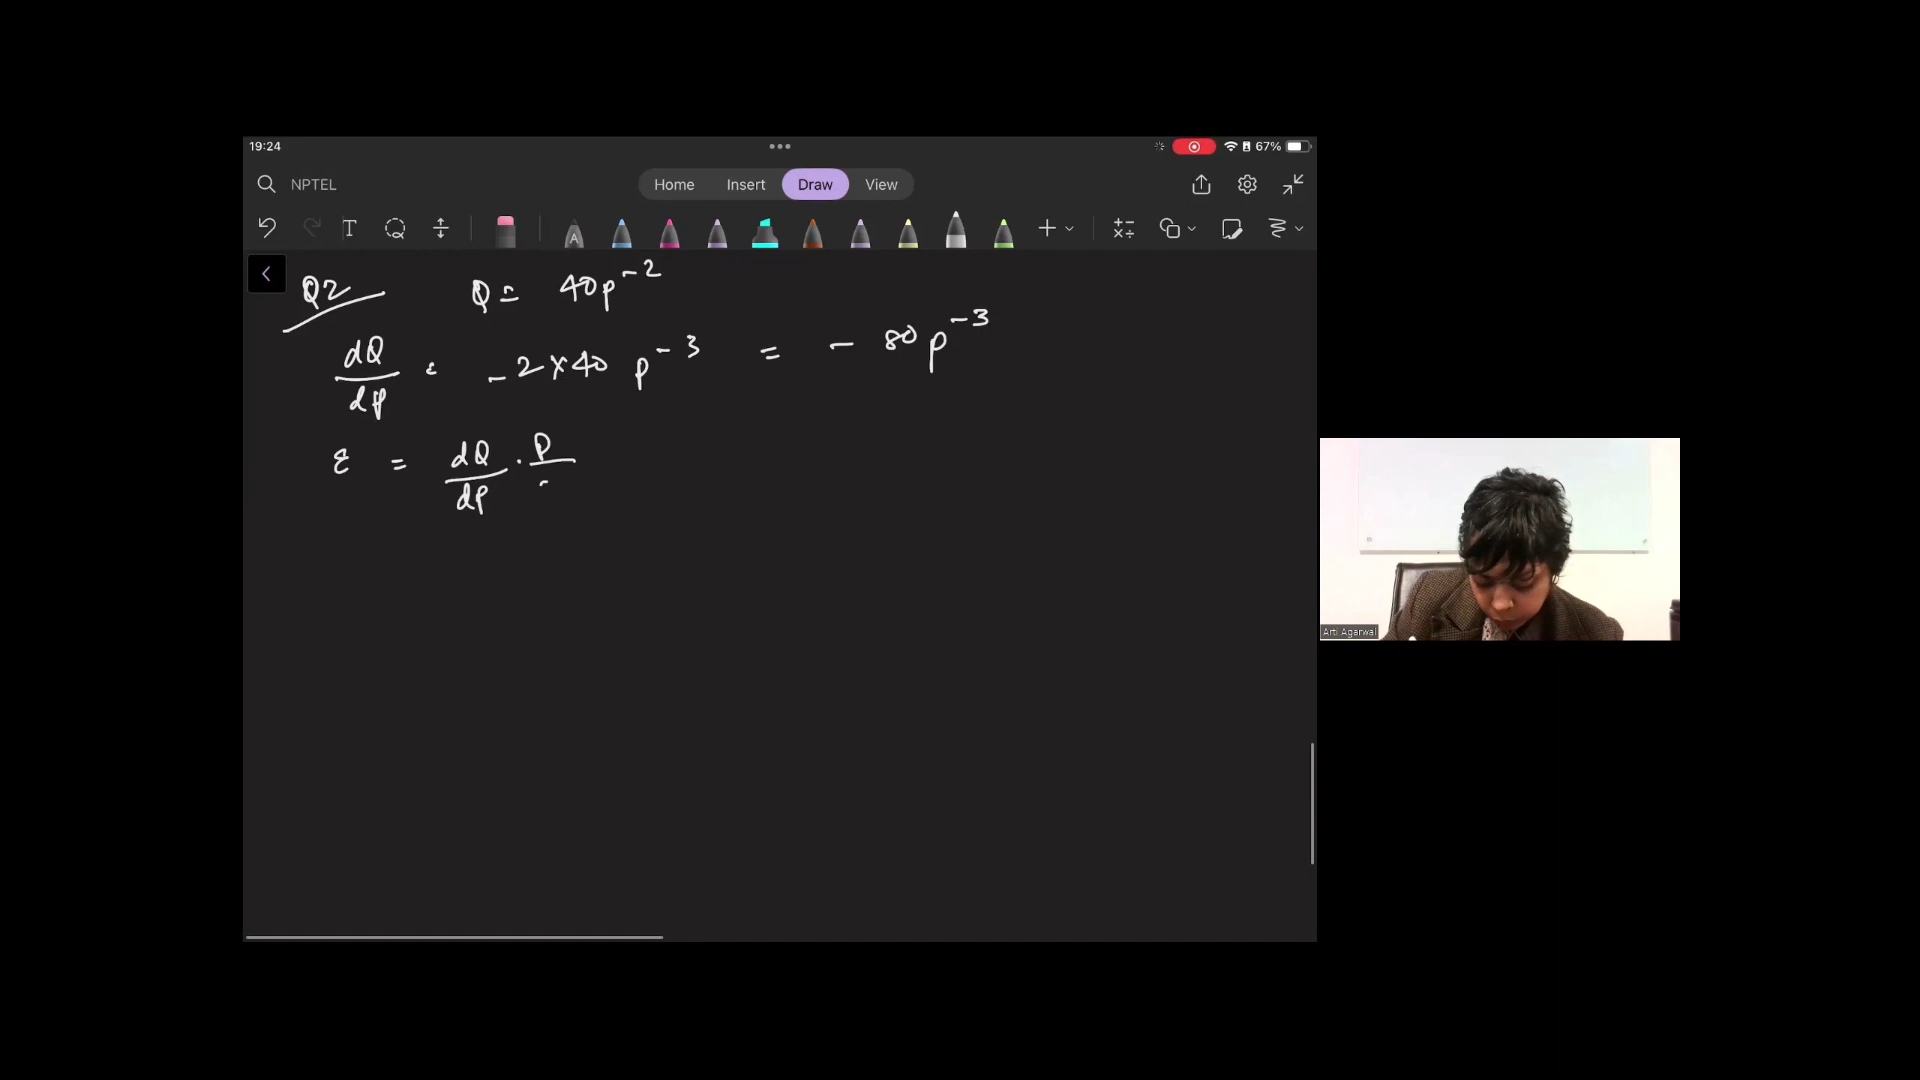 19:24
67%
NPTEL
Home Insert Draw View
T A
Q2 Q = 40p⁻²
dQ/dp = -2×40 p⁻³ = - 80p⁻³
ε = dQ/dp · P/
Arti Agarwal